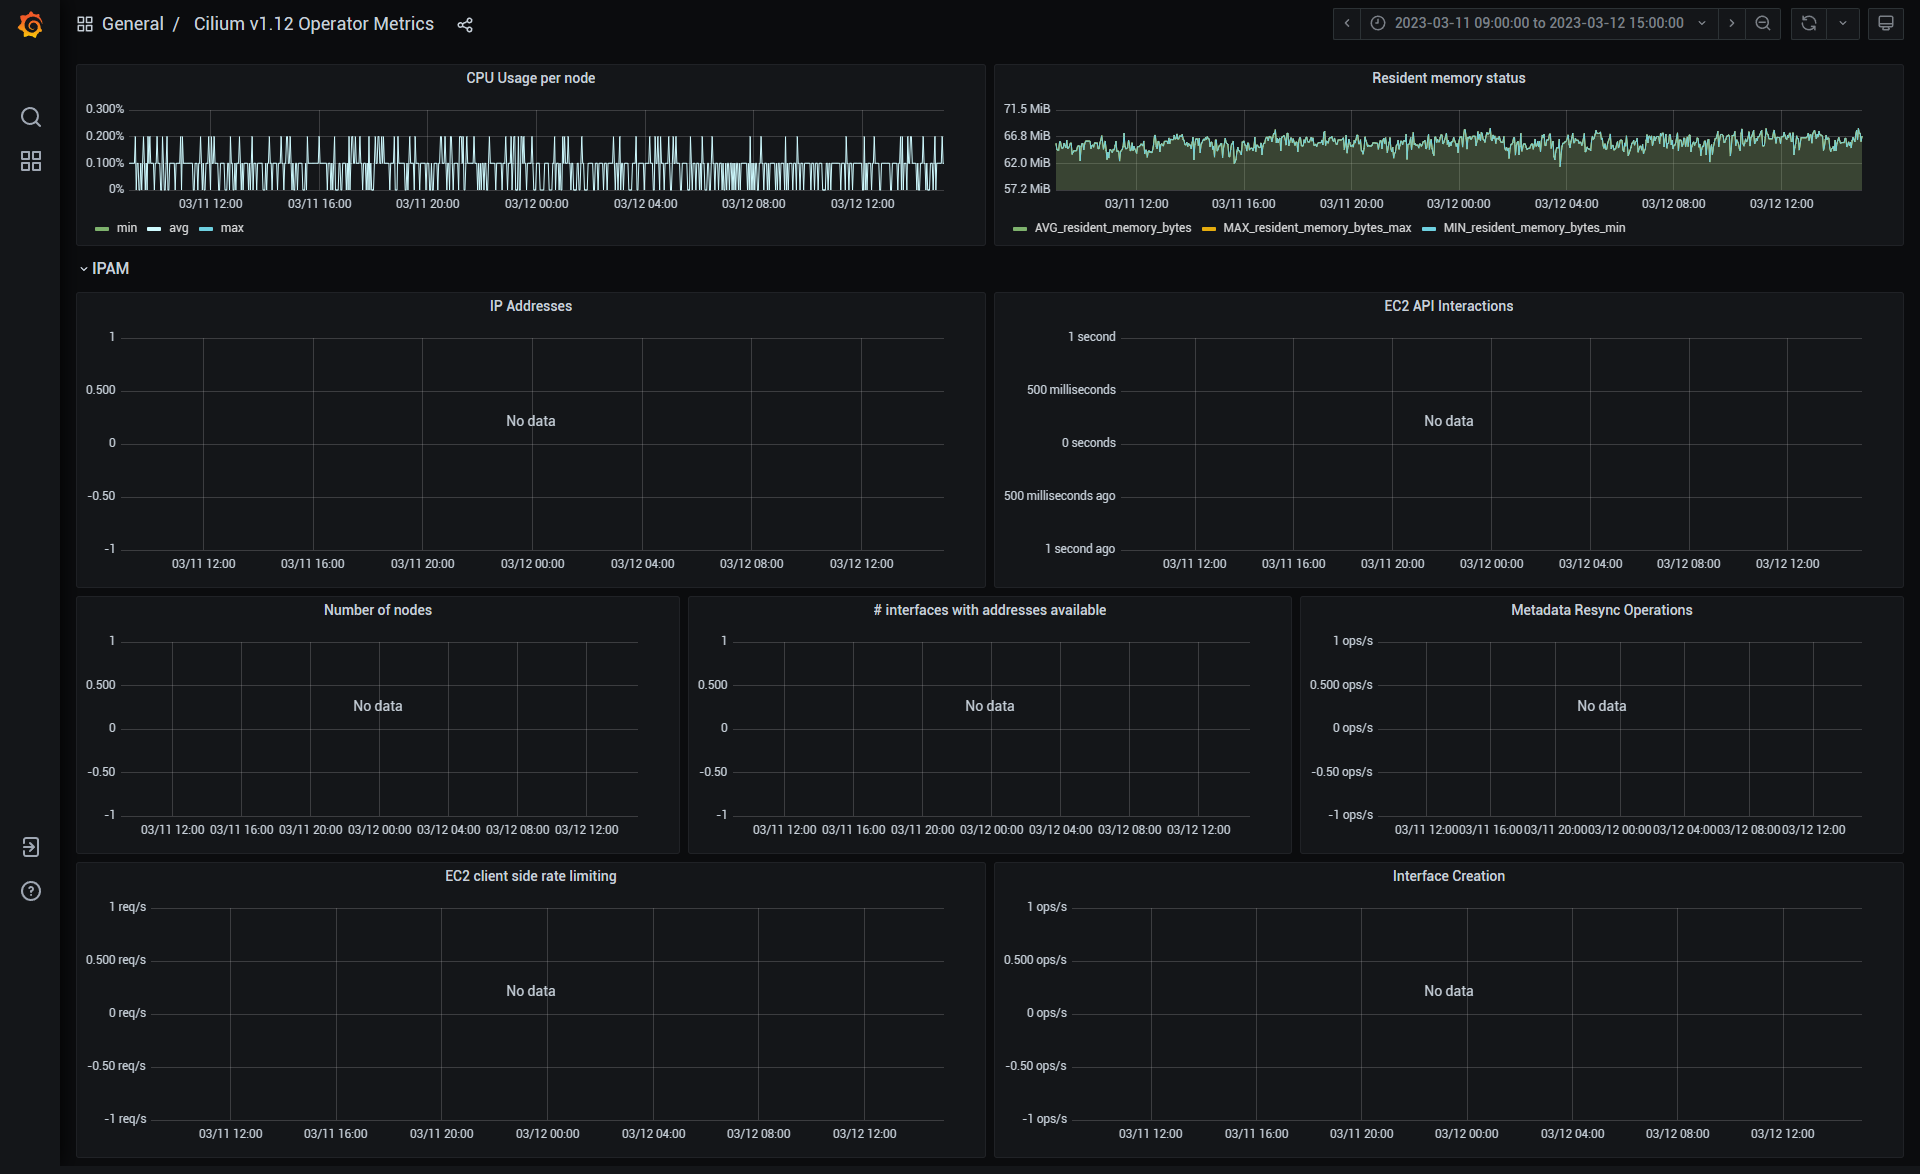 General / Cilium v1.12 Operator Metrics
2023-03-11 09:00:00 to 2023-03-12 15:00:00
CPU Usage per node
0.300%
0.200%
0.100%
0%
03/11 12:00 03/11 16:00 03/11 20:00 03/12 00:00 03/12 04:00 03/12 08:00 03/12 12:00
min avg max
Resident memory status
71.5 MiB
66.8 MiB
62.0 MiB
57.2 MiB
03/11 12:00 03/11 16:00 03/11 20:00 03/12 00:00 03/12 04:00 03/12 08:00 03/12 12:00
AVG_resident_memory_bytes MAX_resident_memory_bytes_max MIN_resident_memory_bytes_min
IPAM
IP Addresses
1
0.500
No data
0
-0.50
-1
03/11 12:00 03/11 16:00 03/11 20:00 03/12 00:00 03/12 04:00 03/12 08:00 03/12 12:00
EC2 API Interactions
1 second
500 milliseconds
No data
0 seconds
500 milliseconds ago
1 second ago
03/11 12:00 03/11 16:00 03/11 20:00 03/12 00:00 03/12 04:00 03/12 08:00 03/12 12:00
Number of nodes
1
0.500
No data
0
-0.50
-1
03/11 12:00 03/11 16:00 03/11 20:00 03/12 00:00 03/12 04:00 03/12 08:00 03/12 12:00
# interfaces with addresses available
1
0.500
No data
0
-0.50
-1
03/11 12:00 03/11 16:00 03/11 20:00 03/12 00:00 03/12 04:00 03/12 08:00 03/12 12:00
Metadata Resync Operations
1 ops/s
0.500 ops/s
No data
0 ops/s
-0.50 ops/s
-1 ops/s
03/11 12:00 03/11 16:00 03/11 20:00 03/12 00:00 03/12 04:00 03/12 08:00 03/12 12:00
EC2 client side rate limiting
1 req/s
0.500 req/s
No data
0 req/s
-0.50 req/s
-1 req/s
03/11 12:00 03/11 16:00 03/11 20:00 03/12 00:00 03/12 04:00 03/12 08:00 03/12 12:00
Interface Creation
1 ops/s
0.500 ops/s
No data
0 ops/s
-0.50 ops/s
-1 ops/s
03/11 12:00 03/11 16:00 03/11 20:00 03/12 00:00 03/12 04:00 03/12 08:00 03/12 12:00